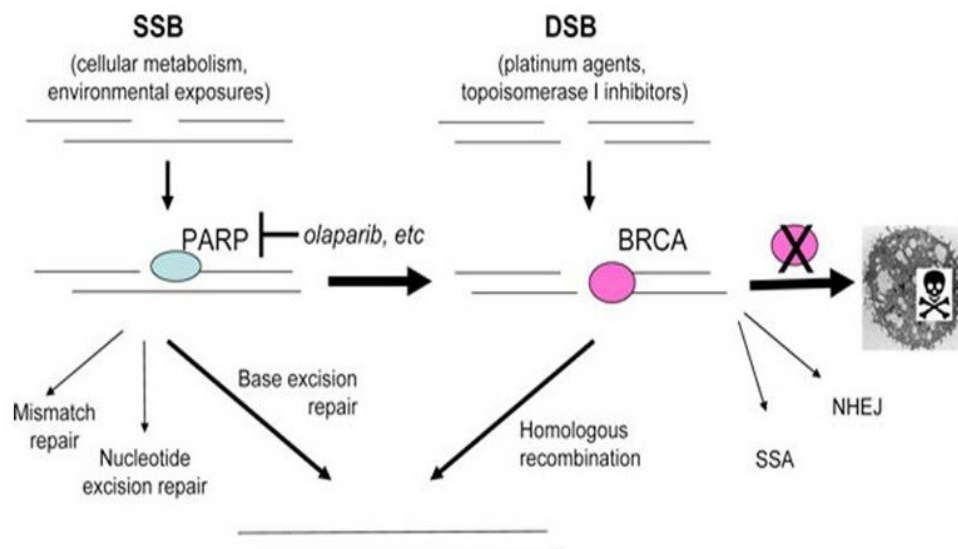 SSB
(cellular metabolism,
environmental exposures)
DSB
(platinum agents,
topoisomerase I inhibitors)
PARP
olaparib, etc
BRCA
X
Mismatch
repair
Nucleotide
excision repair
Base excision
repair
Homologous
recombination
SSA
NHEJ